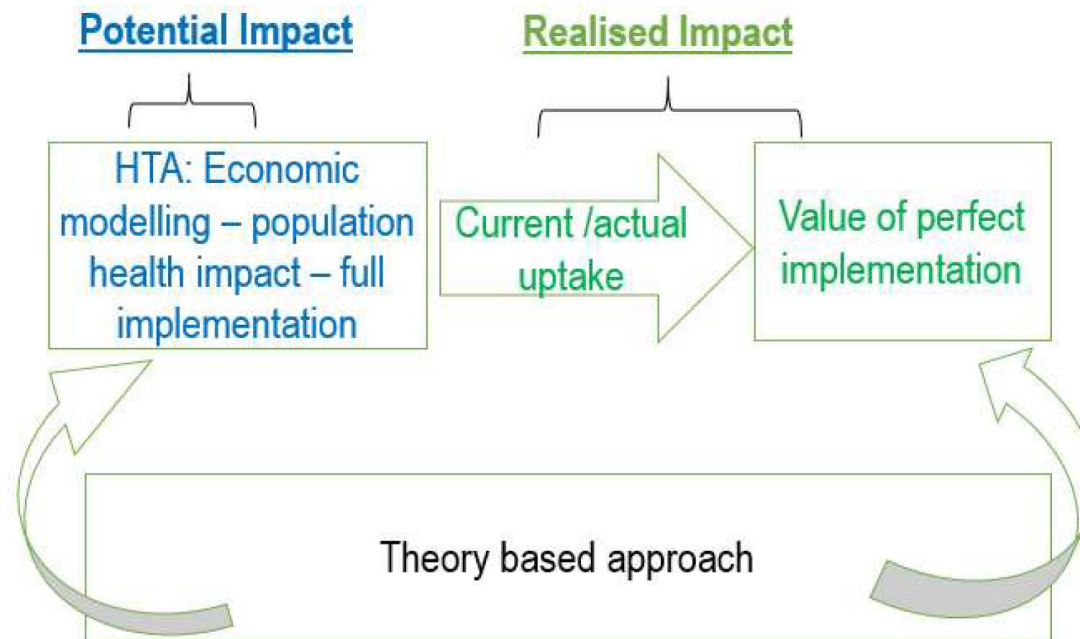 Potential Impact
Realised Impact
HTA: Economic
modelling – population
health impact – full
implementation
Current /actual
uptake
Value of perfect
implementation
Theory based approach